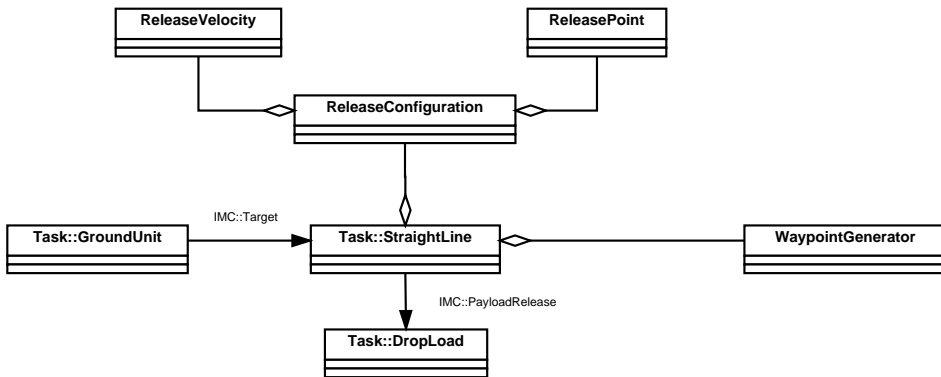 ReleaseVelocity
ReleasePoint
ReleaseConfiguration
IMC::Target
Task::GroundUnit
Task::StraightLine
WaypointGenerator
IMC::PayloadRelease
Task::DropLoad